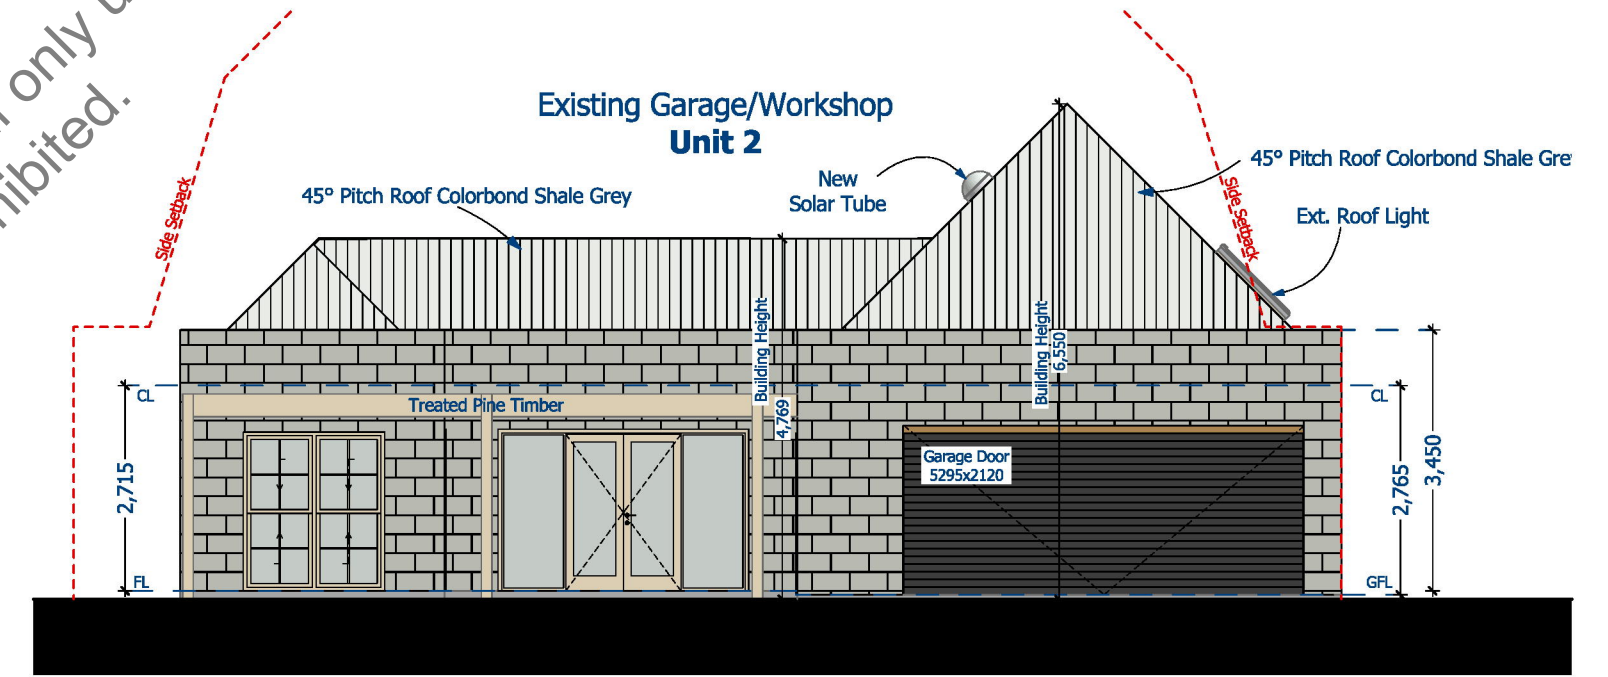 only u
hibited.
Existing Garage/Workshop
Unit 2
45° Pitch Roof Colorbond Shale Grey
New
Solar Tube
45° Pitch Roof Colorbond Shale Gre
Ext. Roof Light
Side Setback
Side Setback
Building Height
4,769
Building Height
6,550
CL
Treated Pine Timber
CL
Garage Door
5295x2120
2,715
2,765
3,450
FL
GFL